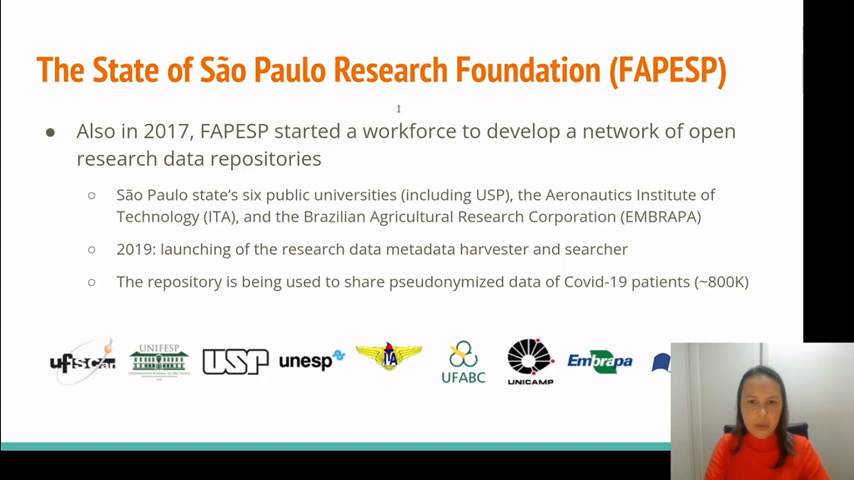 The State of São Paulo Research Foundation (FAPESP)
● Also in 2017, FAPESP started a workforce to develop a network of open
research data repositories
○ São Paulo state's six public universities (including USP), the Aeronautics Institute of
Technology (ITA), and the Brazilian Agricultural Research Corporation (EMBRAPA)
○ 2019: launching of the research data metadata harvester and searcher
○ The repository is being used to share pseudonymized data of Covid-19 patients (~800K)
ufscar UNIFESP USP unesp ITA UFABC UNICAMP Embrapa